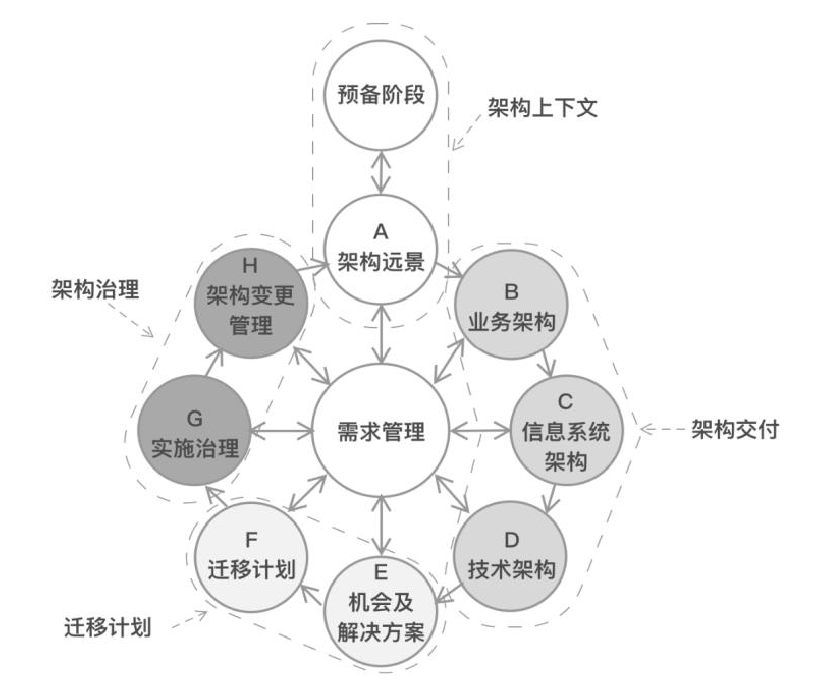 预备阶段
架构上下文
A
架构远景
H
架构变更
管理
架构治理
B
业务架构
G
实施治理
需求管理
C
信息系统
架构
架构交付
F
迁移计划
D
技术架构
E
机会及
解决方案
迁移计划